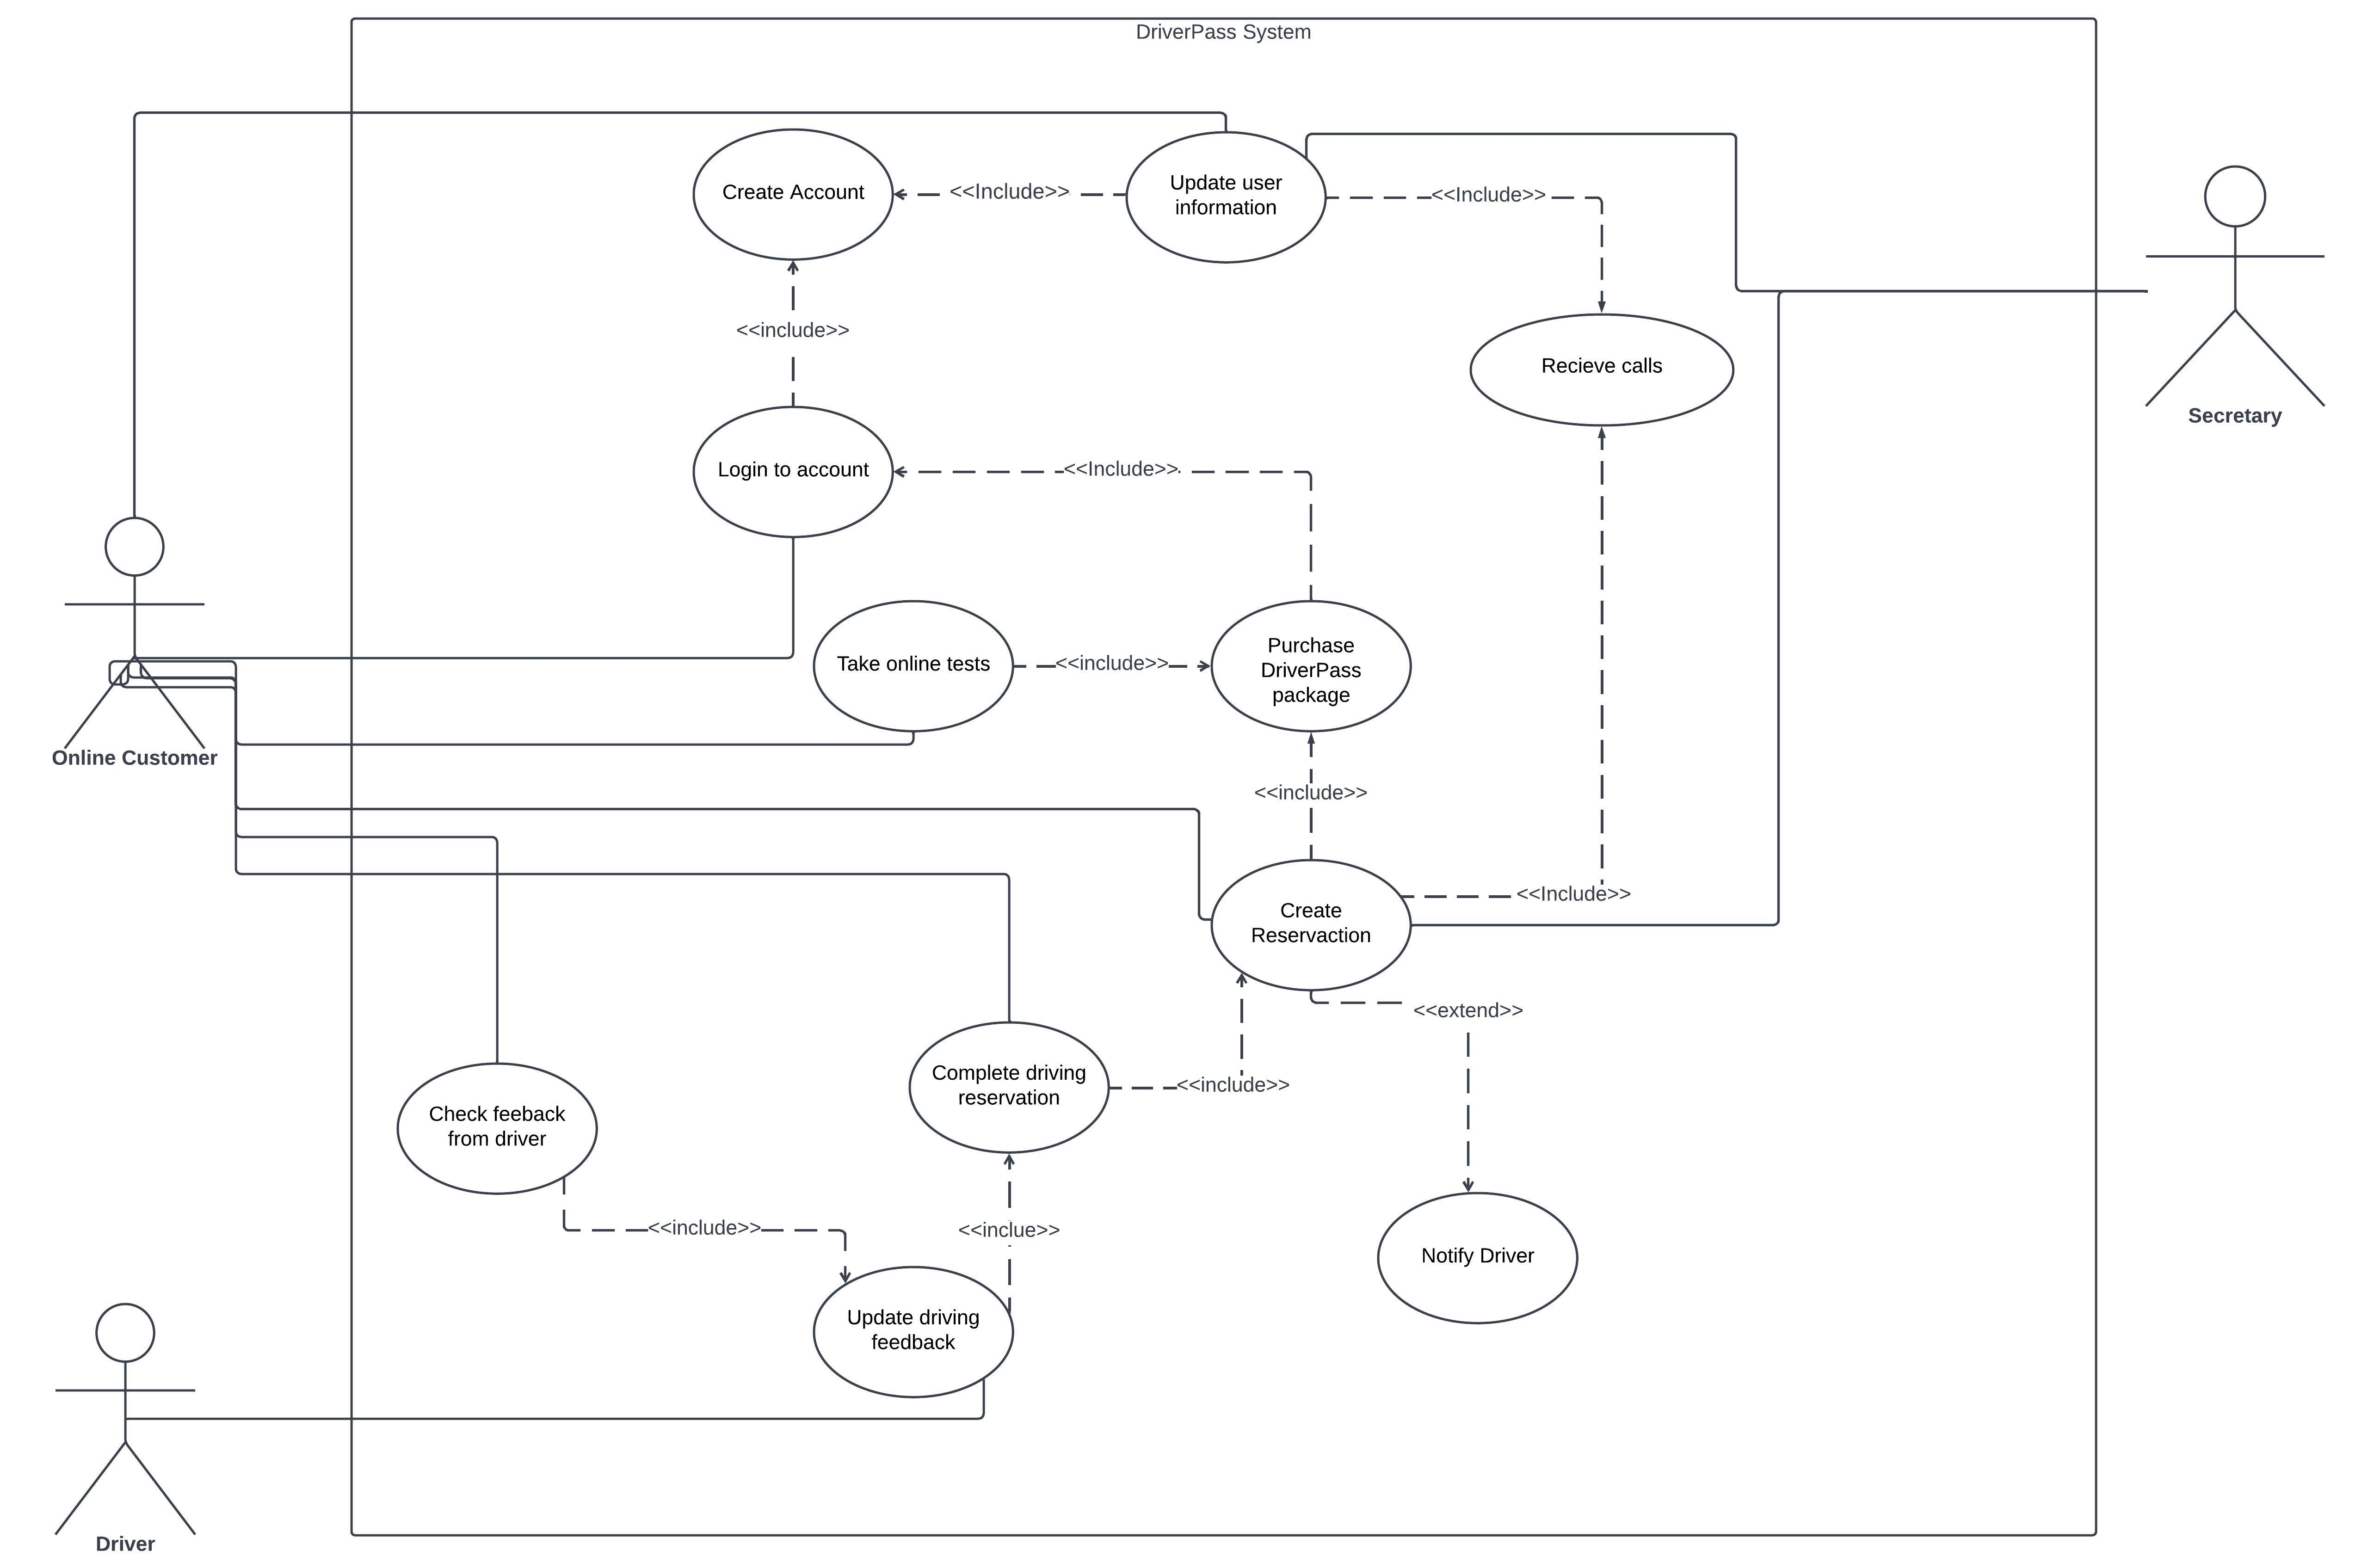 DriverPass System
Create Account
<<Include>>
Update user
information
<<Include>>
<<include>>
Recieve calls
Secretary
Login to account
<<Include>>
Take online tests
<<include>>
Purchase
DriverPass
package
Online Customer
<<include>>
<<Include>>
Create
Reservaction
<<extend>>
Complete driving
reservation
<<include>>
Check feeback
from driver
<<include>>
<<inclue>>
Notify Driver
Update driving
feedback
Driver